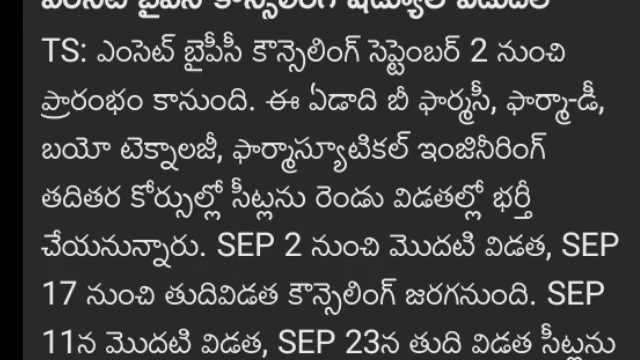 ఎంసెట్ బైపీసీ కౌన్సెలింగ్ షెడ్యూల్ విడుదల
TS: ఎంసెట్ బైపీసీ కౌన్సెలింగ్ సెప్టెంబర్ 2 నుంచి
ప్రారంభం కానుంది. ఈ ఏడాది బీ ఫార్మసీ, ఫార్మా-డీ,
బయో టెక్నాలజీ, ఫార్మాస్యూటికల్ ఇంజినీరింగ్
తదితర కోర్సుల్లో సీట్లను రెండు విడతల్లో భర్తీ
చేయనున్నారు. SEP 2 నుంచి మొదటి విడత, SEP
17 నుంచి తుదివిడత కౌన్సెలింగ్ జరగనుంది. SEP
11న మొదటి విడత, SEP 23న తుది విడత సీట్లను